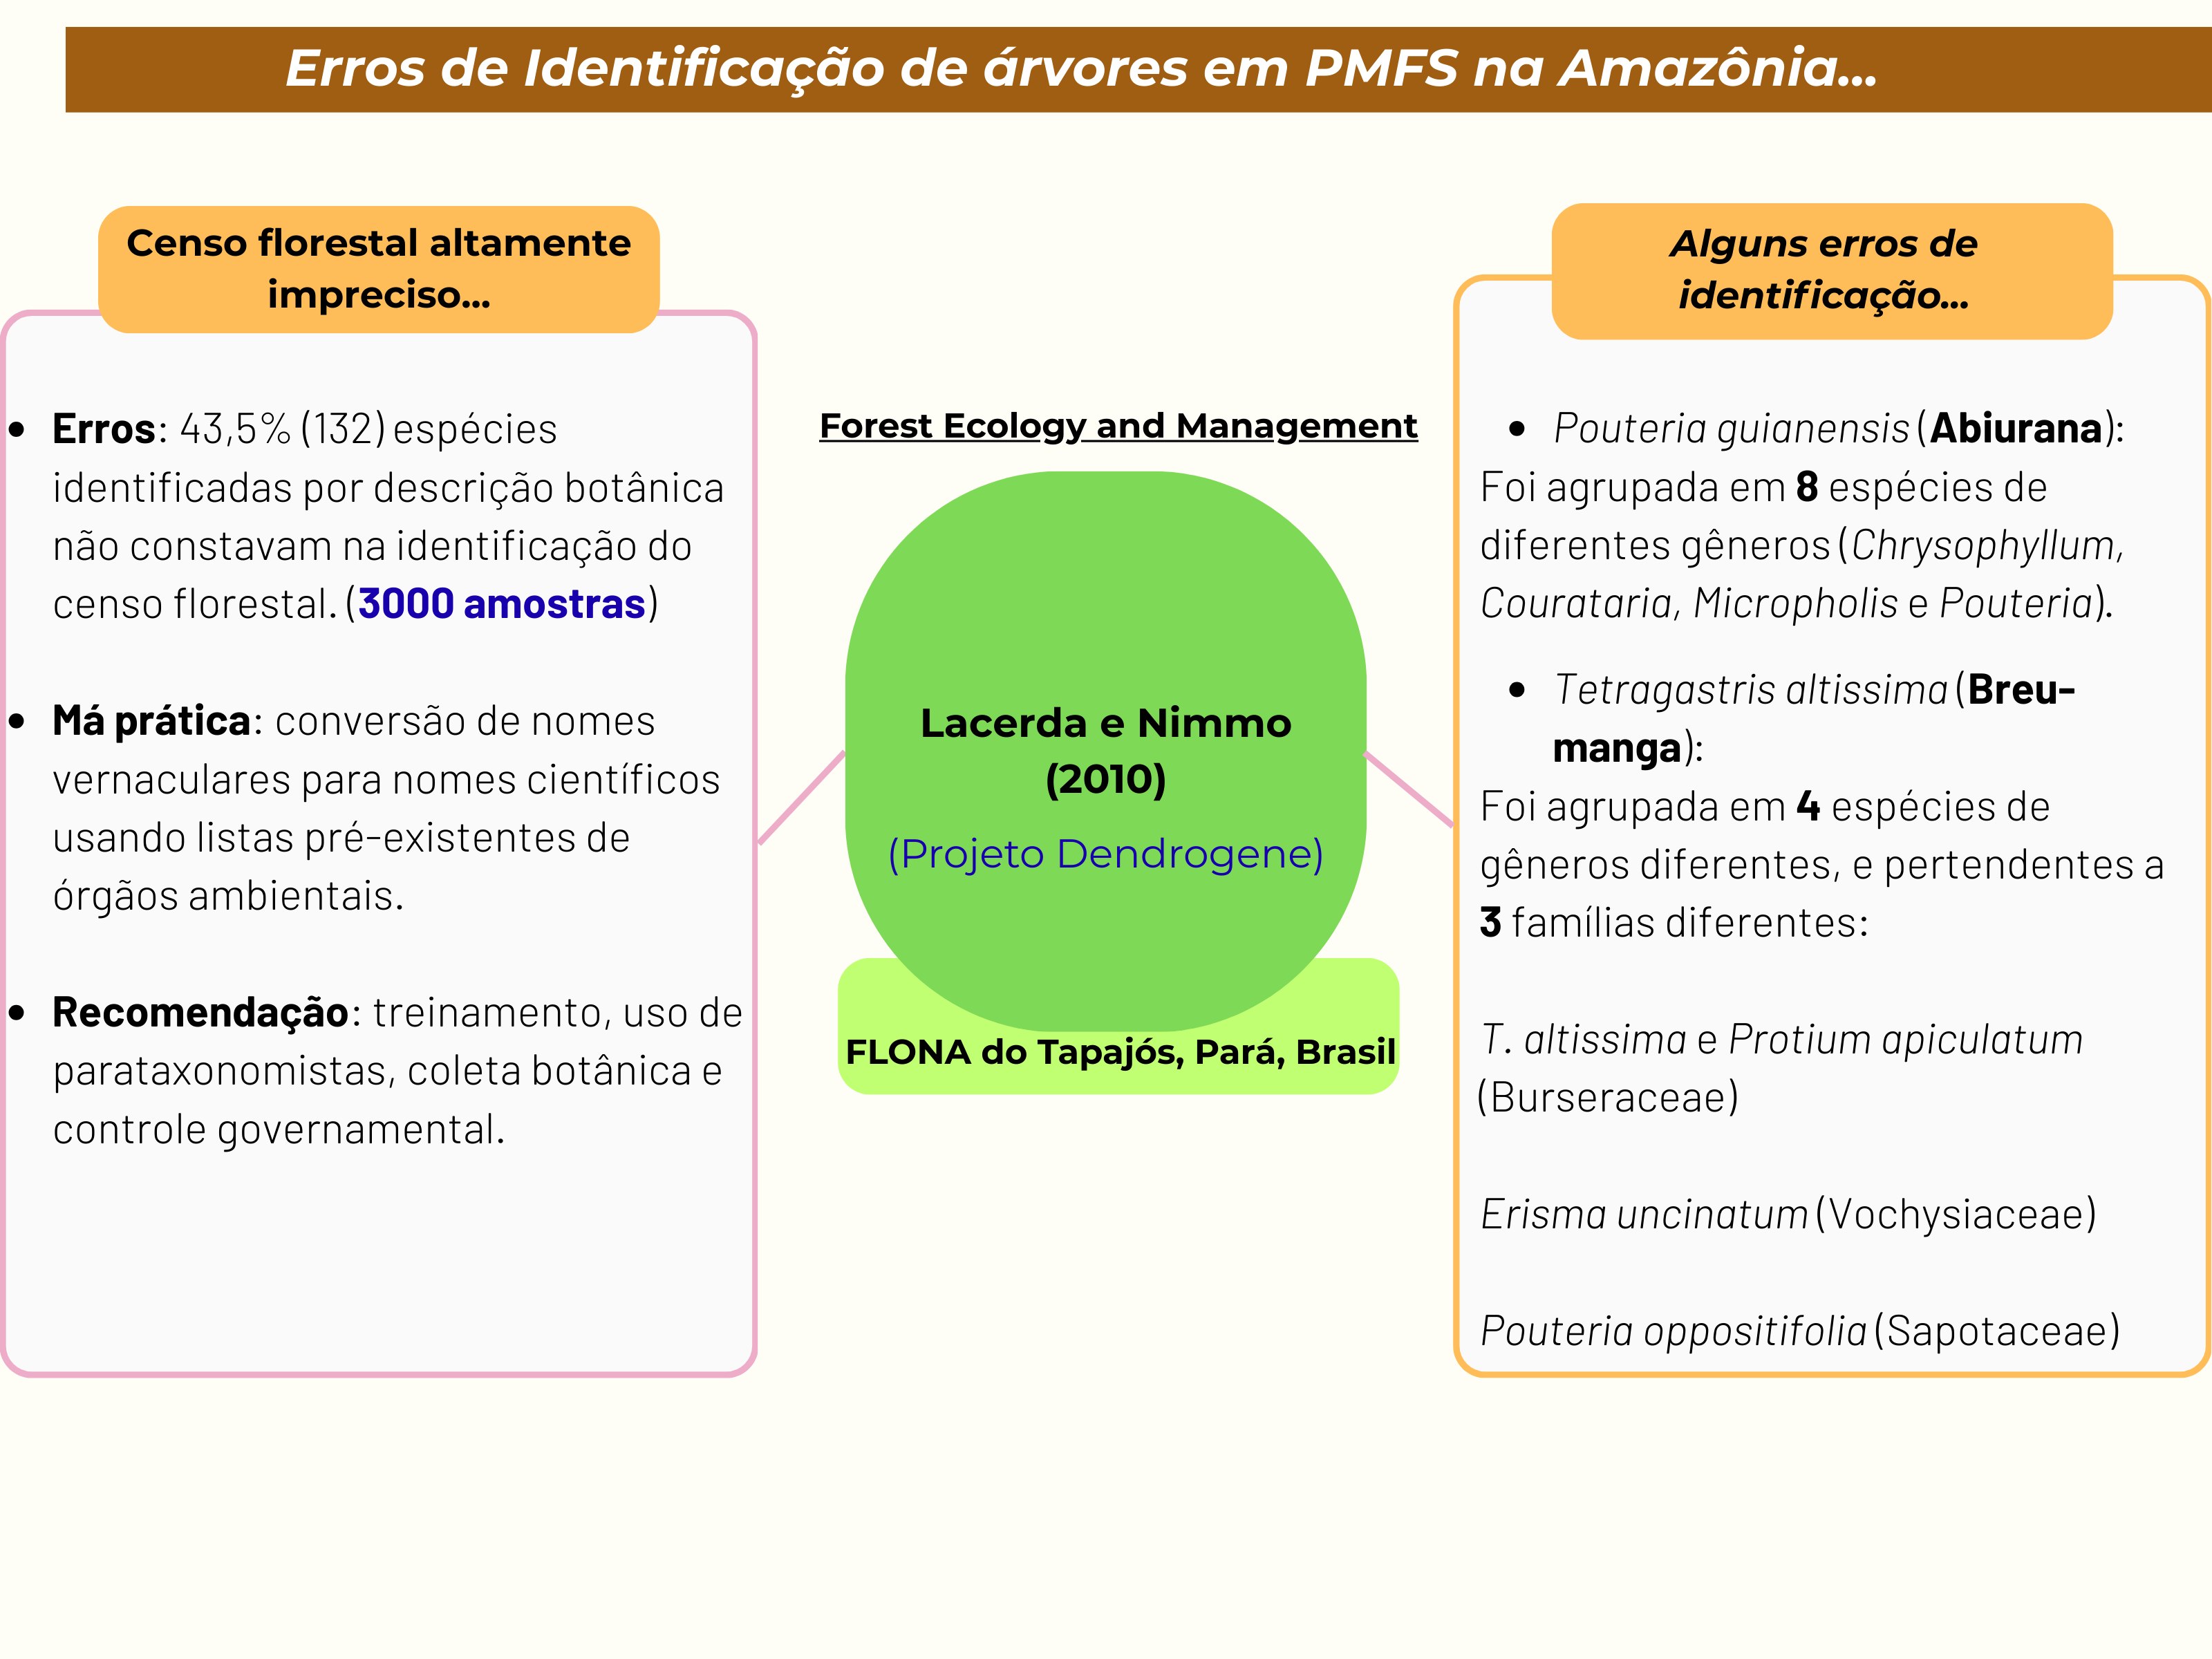 Erros de Identificação de árvores em PMFS na Amazônia...
Censo florestal altamente
impreciso...
• Erros: 43,5% (132) espécies
identificadas por descrição botânica
não constavam na identificação do
censo florestal. (3000 amostras)
• Má prática: conversão de nomes
vernaculares para nomes científicos
usando listas pré-existentes de
órgãos ambientais.
• Recomendação: treinamento, uso de
parataxonomistas, coleta botânica e
controle governamental.
Forest Ecology and Management
Lacerda e Nimmo
(2010)
(Projeto Dendrogene)
FLONA do Tapajós, Pará, Brasil
Alguns erros de
identificação...
• Pouteria guianensis (Abiurana):
Foi agrupada em 8 espécies de
diferentes gêneros (Chrysophyllum,
Courataria, Micropholis e Pouteria).
• Tetragastris altissima (Breu-
manga):
Foi agrupada em 4 espécies de
gêneros diferentes, e pertendentes a
3 famílias diferentes:
T. altissima e Protium apiculatum
(Burseraceae)
Erisma uncinatum (Vochysiaceae)
Pouteria oppositifolia (Sapotaceae)